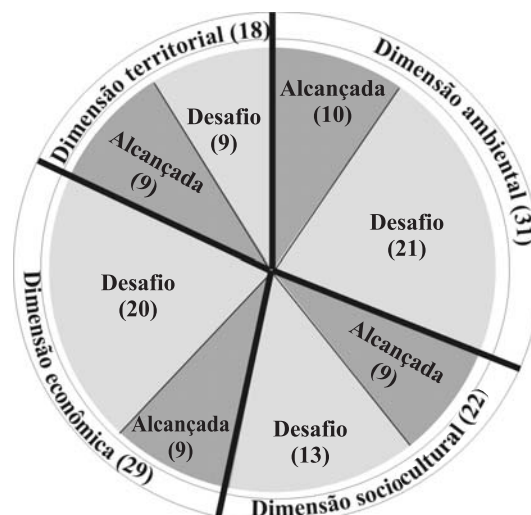 Dimensão territorial (18)
Dimensão ambiental (31)
Desafio
(9)
Alcançada
(10)
Alcançada
(9)
Desafio
(21)
Desafio
(20)
Alcançada
(9)
Alcançada
(9)
Desafio
(13)
Dimensão econômica (29)
Dimensão sociocultural (22)